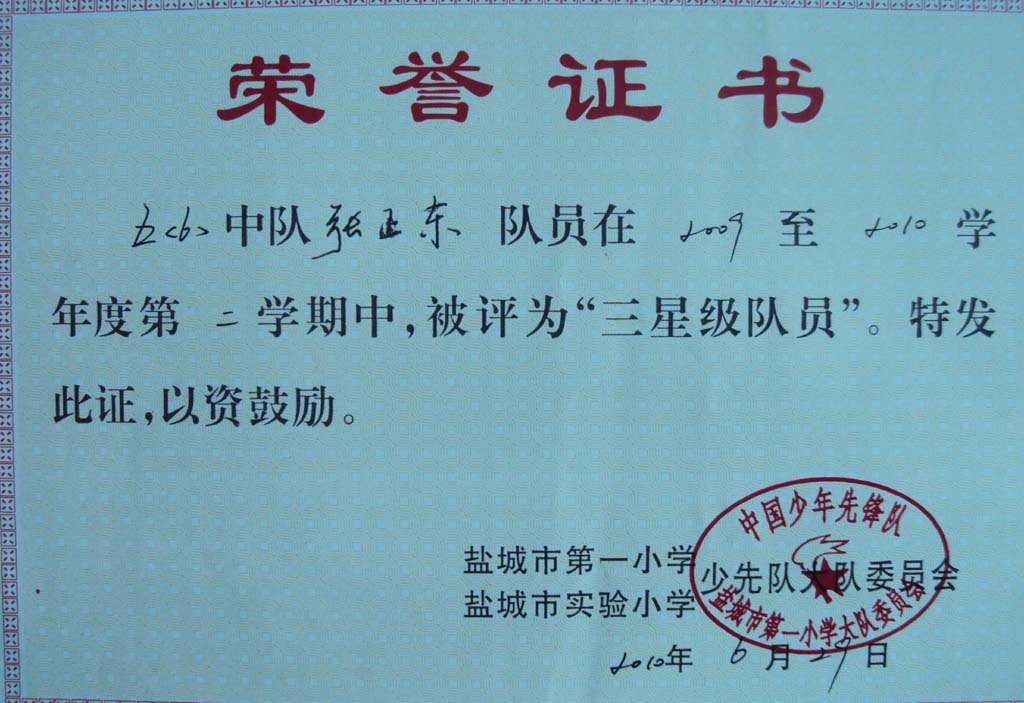 荣誉证书
五<6>中队张正东 队员在 2009 至 2010 学
年度第 二 学期中,被评为“三星级队员”。特发
此证,以资鼓励。
中国少年先锋队
盐城市第一小学
盐城市实验小学
少先队大队委员会
盐城市第一小学大队委员会
2010年 6 月 29 日